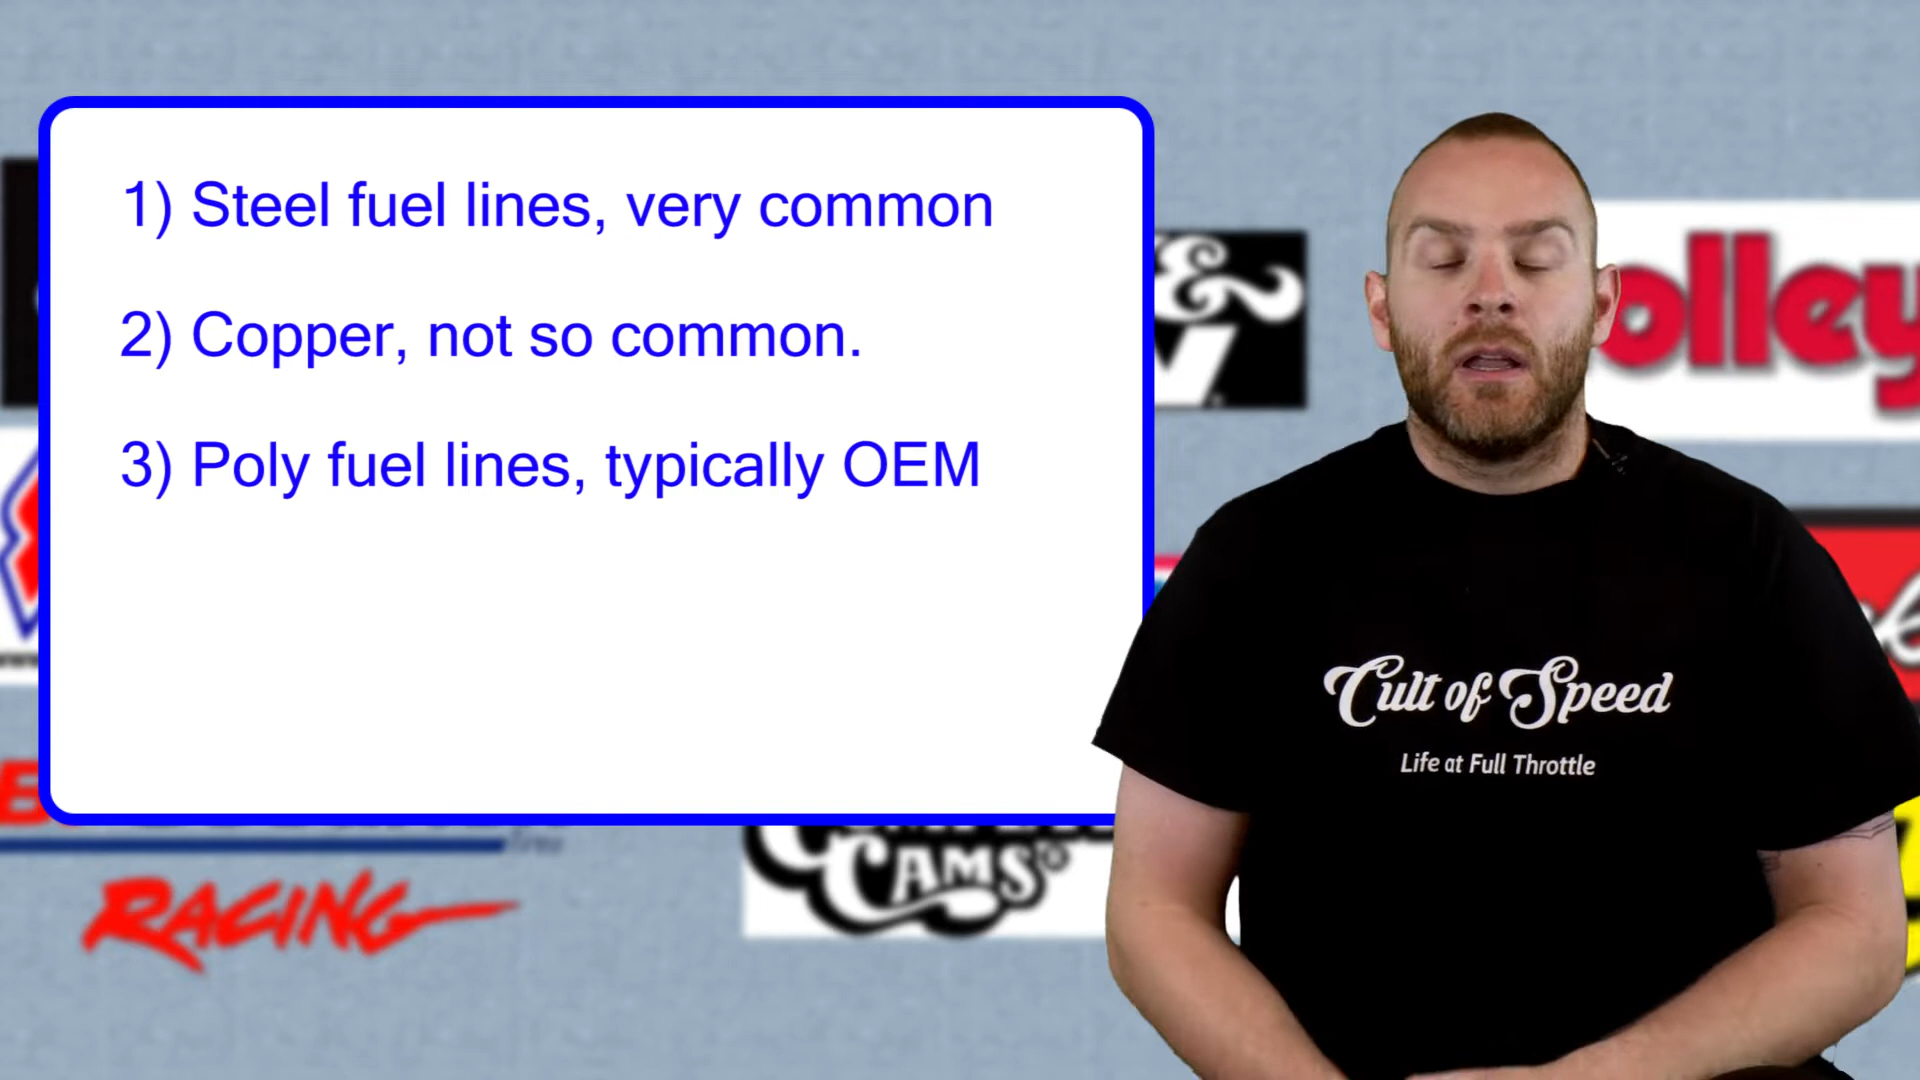 1) Steel fuel lines, very common
2) Copper, not so common.
3) Poly fuel lines, typically OEM
olley
Cult of Speed
Life at Full Throttle
CAMS
RACING